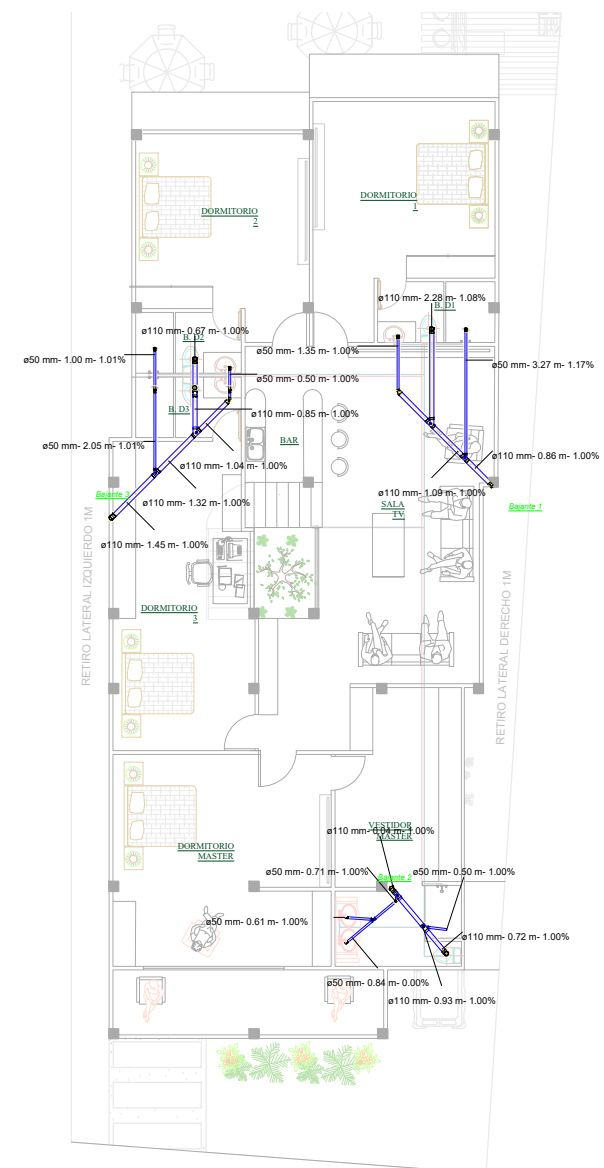 DORMITORIO
1
DORMITORIO
2
ø110 mm- 2.28 m- 1.08%
B. D1
ø110 mm- 0.67 m- 1.00%
B. D2
ø50 mm- 1.35 m- 1.00%
ø50 mm- 1.00 m- 1.01%
ø50 mm- 3.27 m- 1.17%
ø50 mm- 0.50 m- 1.00%
B. D3
ø110 mm- 0.85 m- 1.00%
BAR
ø50 mm- 2.05 m- 1.01%
ø110 mm- 1.04 m- 1.00%
ø110 mm- 0.86 m- 1.00%
Bajante 3
ø110 mm- 1.09 m- 1.00%
ø110 mm- 1.32 m- 1.00%
SALA
TV
Bajante 1
ø110 mm- 1.45 m- 1.00%
RETIRO LATERAL IZQUIERDO 1M
RETIRO LATERAL DERECHO 1M
DORMITORIO
3
VESTIDOR
MASTER
ø110 mm- 0.04 m- 1.00%
DORMITORIO
MASTER
ø50 mm- 0.71 m- 1.00%
Bajante 2
ø50 mm- 0.50 m- 1.00%
ø50 mm- 0.61 m- 1.00%
ø110 mm- 0.72 m- 1.00%
ø50 mm- 0.84 m- 0.00%
ø110 mm- 0.93 m- 1.00%